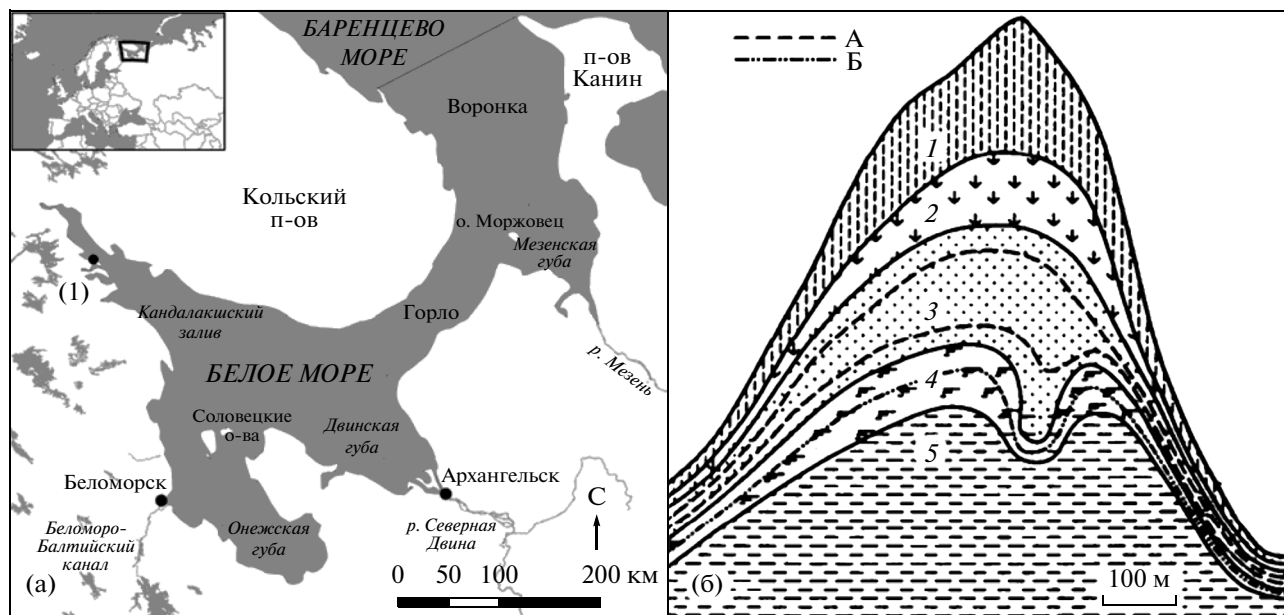 БАРЕНЦЕВО
МОРЕ
п-ов
Канин
Воронка
Кольский
п-ов
о. Моржовец
Мезенская
губа
(1)
Кандалакшский
залив
Горло
БЕЛОЕ МОРЕ
р. Мезень
Соловецкие
о-ва
Двинская
губа
Беломорск
Архангельск
С
Беломоро-
Балтийский
канал
Онежская
губа
р. Северная
Двина
(а)
0 50 100 200 км
А
Б
1
2
3
4
5
(б)
100 м